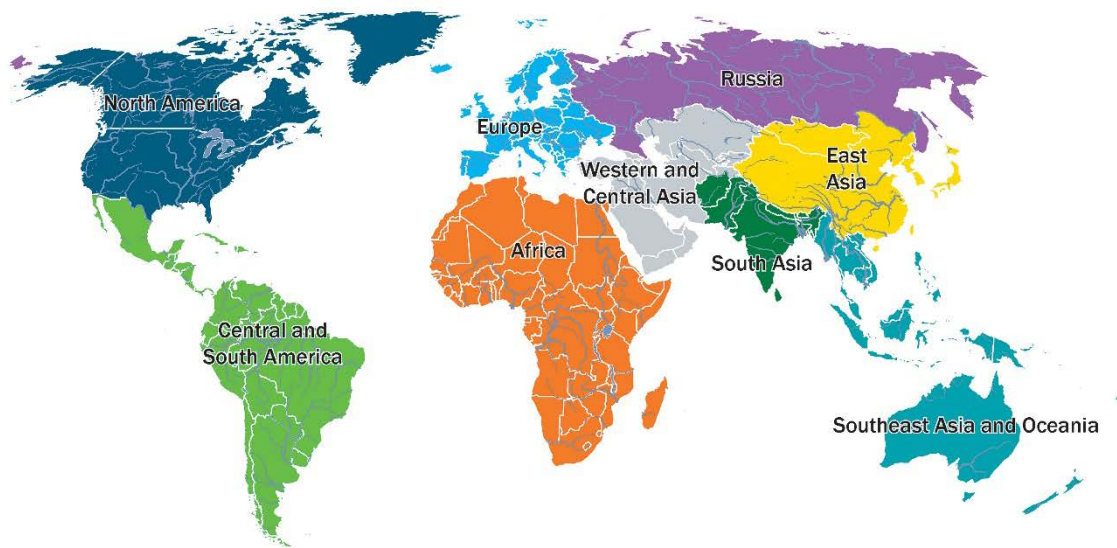 North America
Russia
Europe
East
Asia
Western and
Central Asia
Africa
South Asia
Central and
South America
Southeast Asia and Oceania